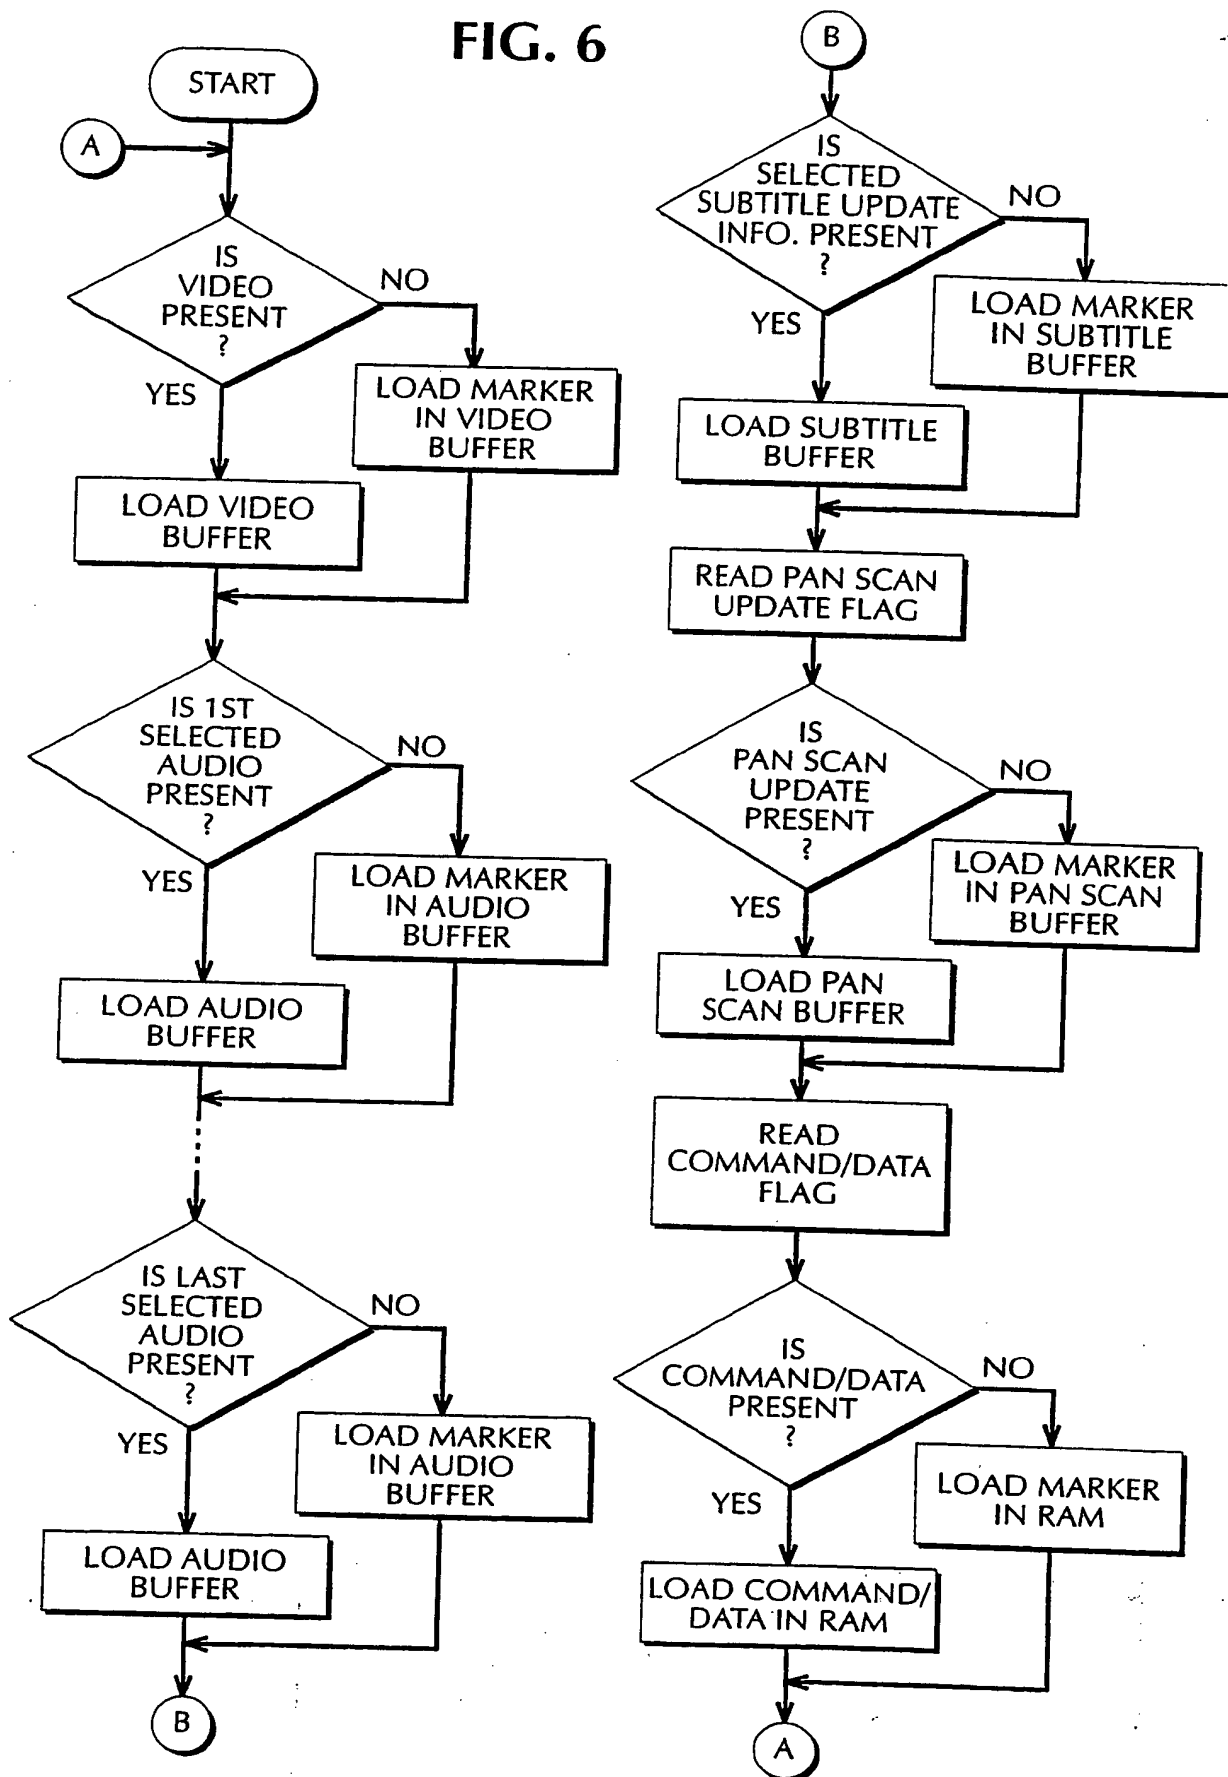 FIG. 6
START
A
IS
VIDEO
PRESENT
?
NO
YES
LOAD MARKER
IN VIDEO
BUFFER
LOAD VIDEO
BUFFER
IS 1ST
SELECTED
AUDIO
PRESENT
?
NO
YES
LOAD MARKER
IN AUDIO
BUFFER
LOAD AUDIO
BUFFER
IS LAST
SELECTED
AUDIO
PRESENT
?
NO
YES
LOAD MARKER
IN AUDIO
BUFFER
LOAD AUDIO
BUFFER
B
B
IS
SELECTED
SUBTITLE UPDATE
INFO. PRESENT
?
NO
YES
LOAD MARKER
IN SUBTITLE
BUFFER
LOAD SUBTITLE
BUFFER
READ PAN SCAN
UPDATE FLAG
IS
PAN SCAN
UPDATE
PRESENT
?
NO
YES
LOAD MARKER
IN PAN SCAN
BUFFER
LOAD PAN
SCAN BUFFER
READ
COMMAND/DATA
FLAG
IS
COMMAND/DATA
PRESENT
?
NO
YES
LOAD MARKER
IN RAM
LOAD COMMAND/
DATA IN RAM
A